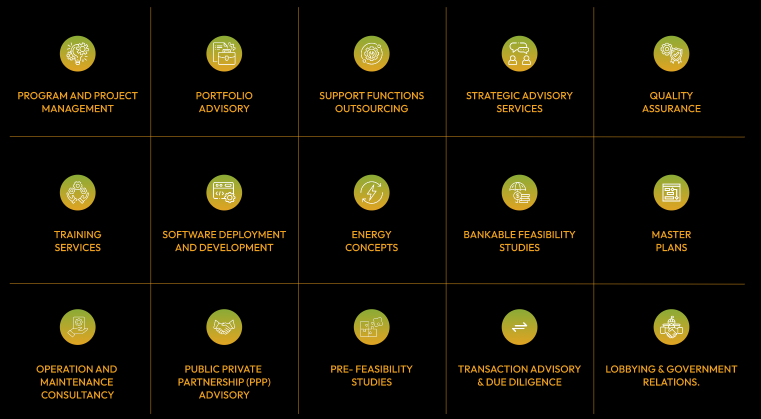 PROGRAM AND PROJECT
MANAGEMENT
PORTFOLIO
ADVISORY
SUPPORT FUNCTIONS
OUTSOURCING
STRATEGIC ADVISORY
SERVICES
QUALITY
ASSURANCE
TRAINING
SERVICES
SOFTWARE DEPLOYMENT
AND DEVELOPMENT
ENERGY
CONCEPTS
BANKABLE FEASIBILITY
STUDIES
MASTER
PLANS
OPERATION AND
MAINTENANCE
CONSULTANCY
PUBLIC PRIVATE
PARTNERSHIP (PPP)
ADVISORY
PRE- FEASIBILITY
STUDIES
TRANSACTION ADVISORY
& DUE DILIGENCE
LOBBYING & GOVERNMENT
RELATIONS.